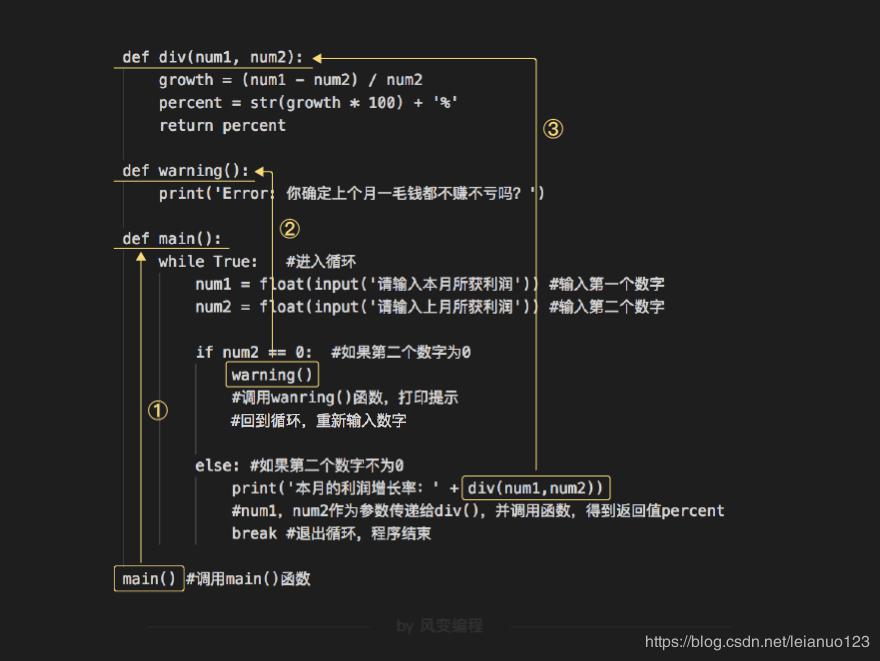 def div(num1, num2):
growth = (num1 - num2) / num2
percent = str(growth * 100) + '%'
③
return percent
def warning():
print('Error: 你确定上个月一毛钱都不赚不亏吗？')
②
def main():
while True: #进入循环
num1 = float(input('请输入本月所获利润')) #输入第一个数字
num2 = float(input('请输入上月所获利润')) #输入第二个数字
if num2 == 0: #如果第二个数字为0
warning()
#调用wanring()函数，打印提示
①
#回到循环，重新输入数字
else: #如果第二个数字不为0
print('本月的利润增长率：' + div(num1,num2))
#num1，num2作为参数传递给div()，并调用函数，得到返回值percent
break #退出循环，程序结束
main() #调用main()函数
by 风变编程
https://blog.csdn.net/leianuo123